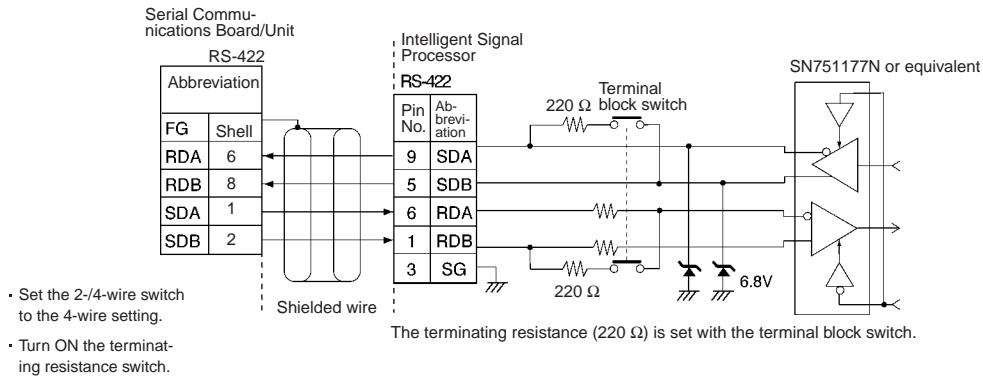 Serial Commu-
nications Board/Unit
RS-422
Abbreviation
FG Shell
RDA 6
RDB 8
SDA 1
SDB 2
Shielded wire
Intelligent Signal
Processor
RS-422
Pin No. Ab-brevi-ation
9 SDA
5 SDB
6 RDA
1 RDB
3 SG
Terminal
220 Ω block switch
220 Ω
6.8V
SN751177N or equivalent
The terminating resistance (220 Ω) is set with the terminal block switch.
· Set the 2-/4-wire switch
to the 4-wire setting.
· Turn ON the terminat-
ing resistance switch.